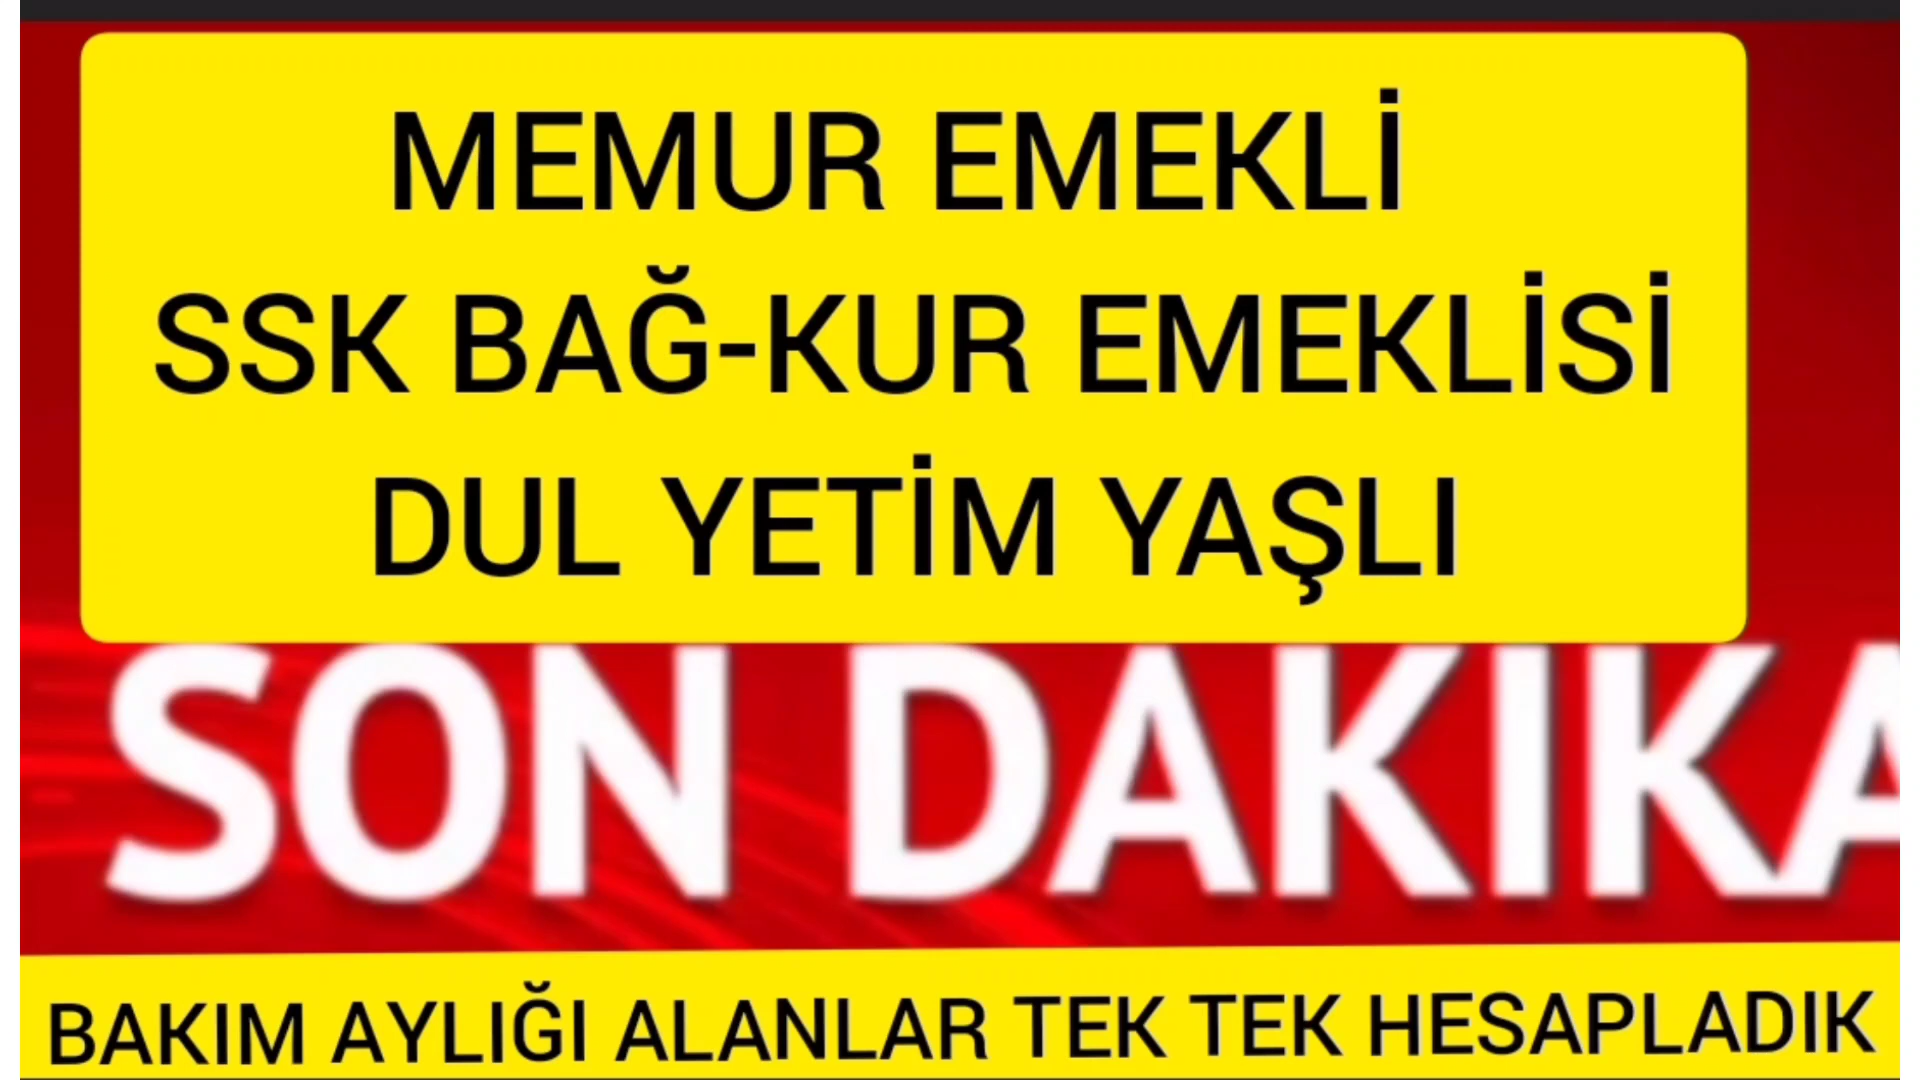 MEMUR EMEKLİ
SSK BAĞ-KUR EMEKLİSİ
DUL YETİM YAŞLI
SON DAKIKA
BAKIM AYLIĞI ALANLAR TEK TEK HESAPLADIK